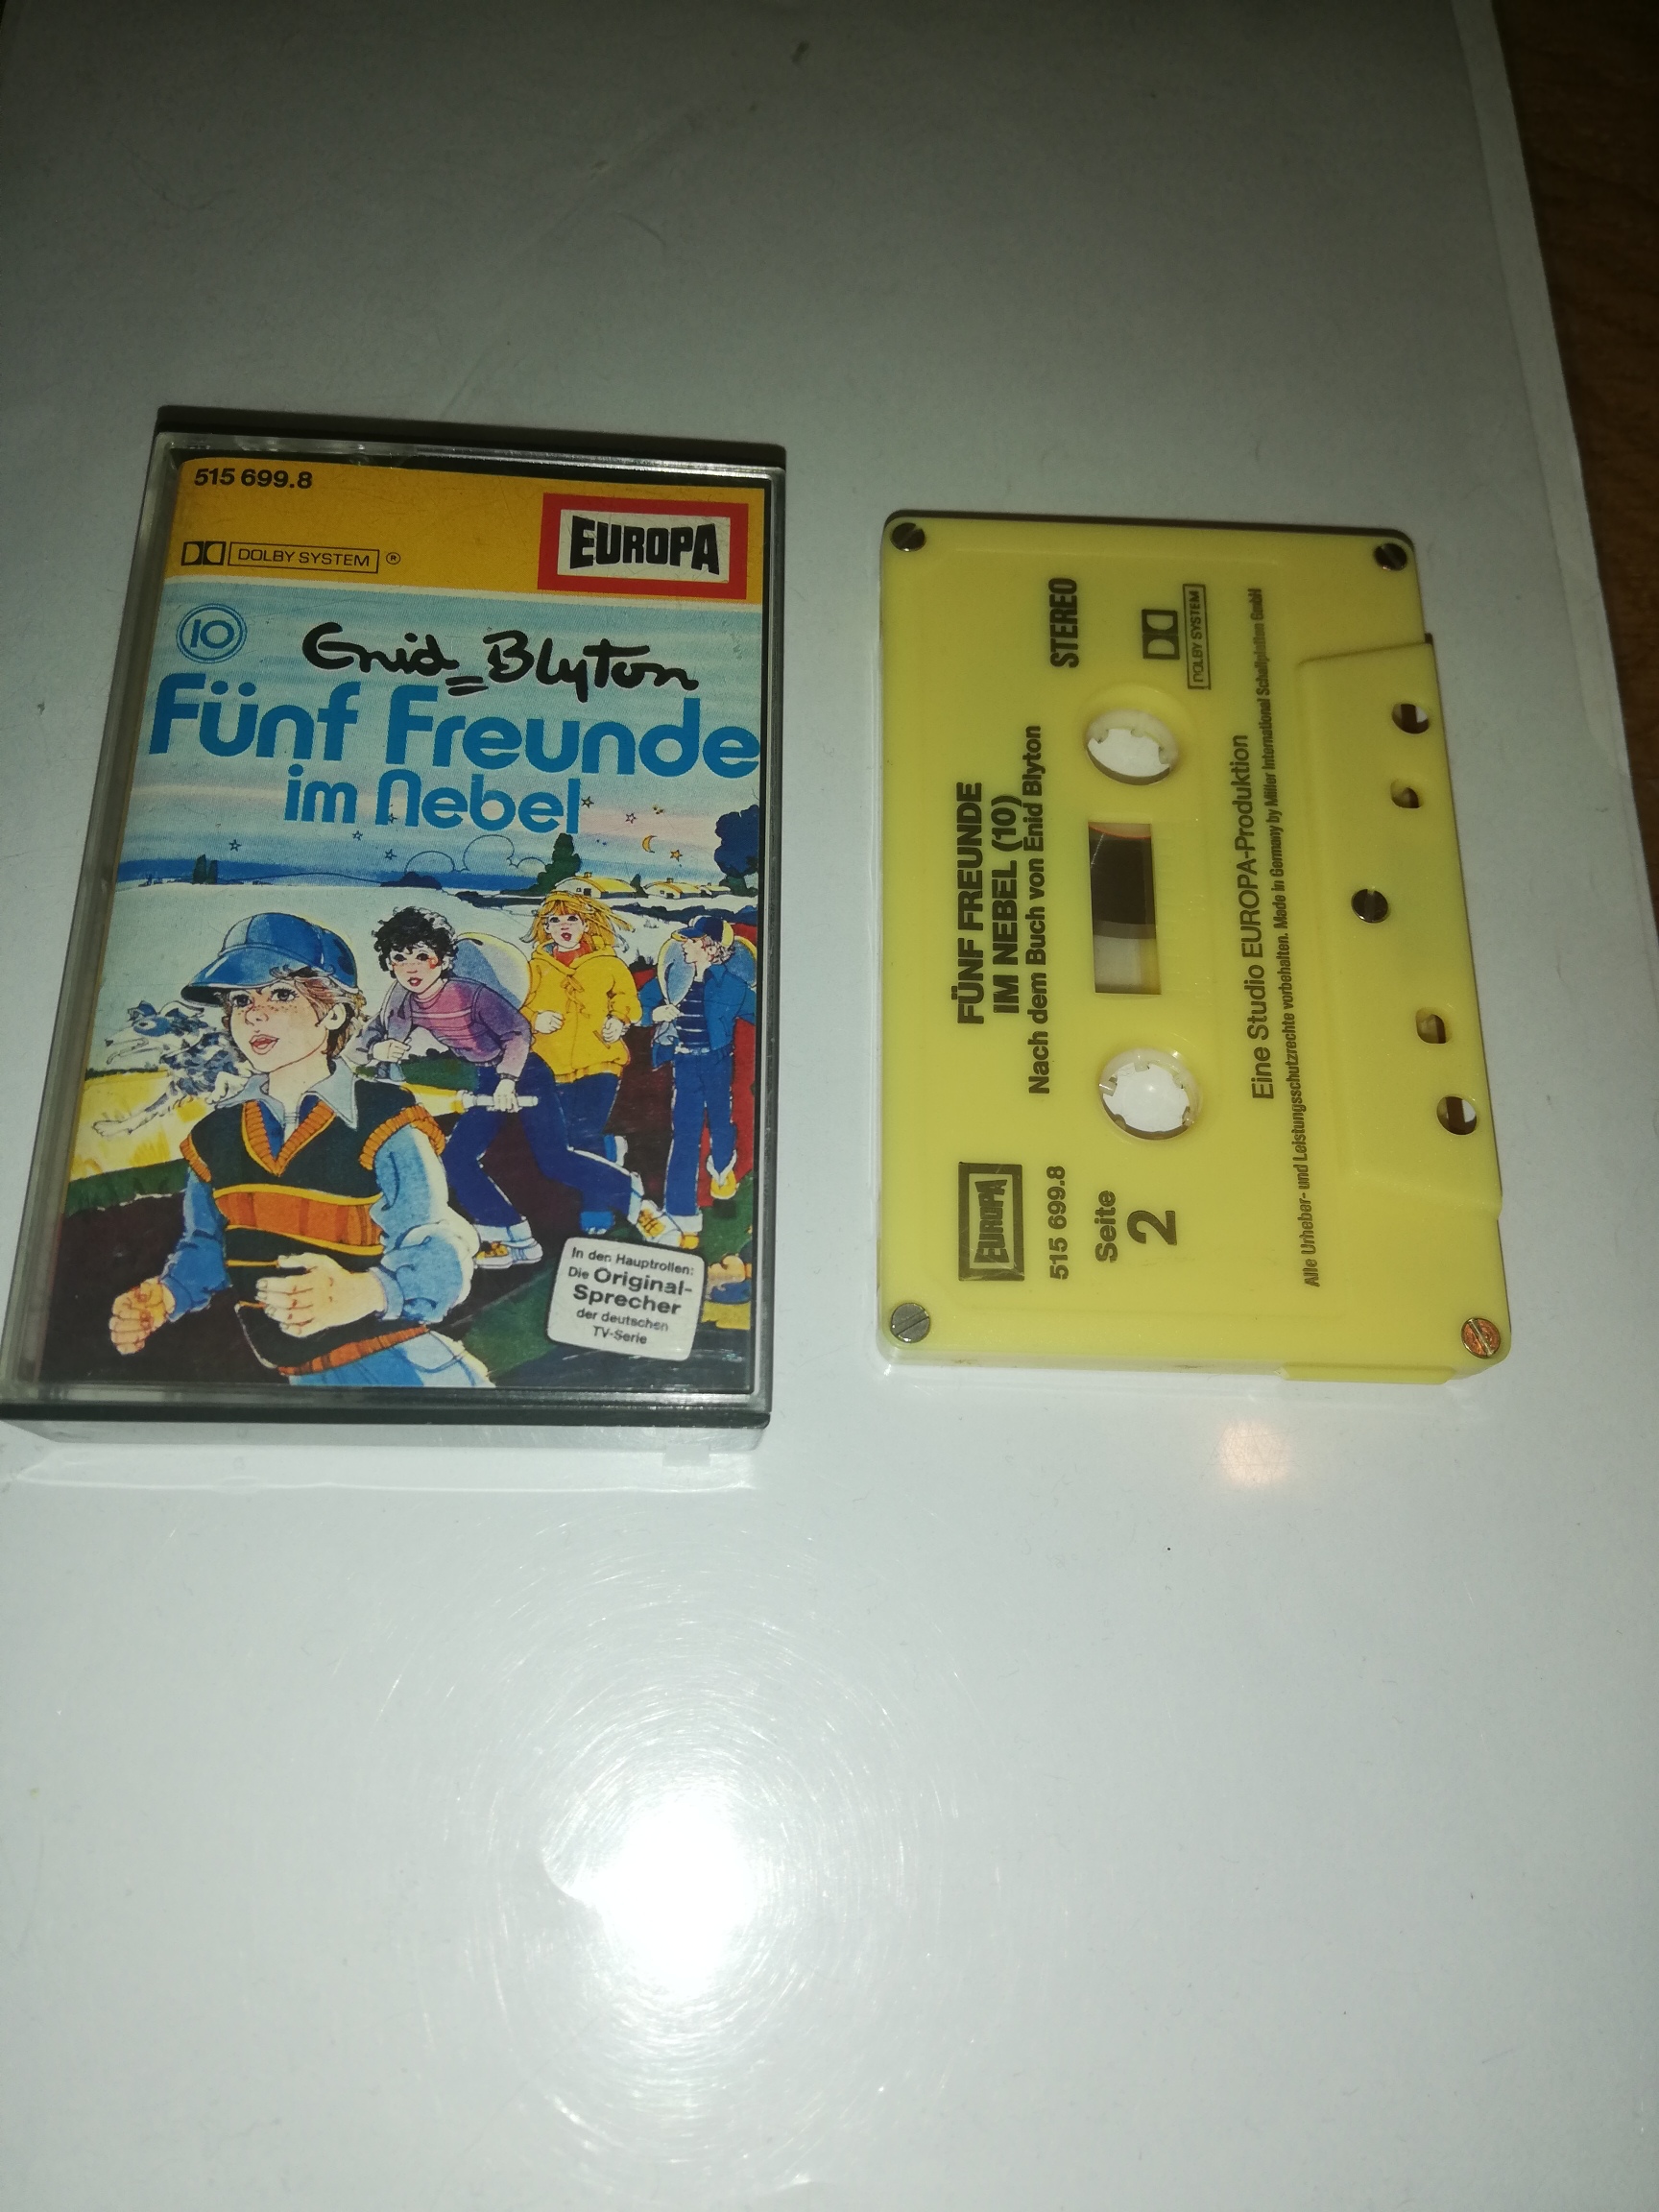 515 699.8
EUROPA
DOLBY SYSTEM ®
10
Enid Blyton
Fünf Freunde
im Nebel
In den Hauptrollen:
Die Original-
Sprecher
der deutschen
TV-Serie
EUROPA
515 699.8
Seite
2
FÜNF FREUNDE
IM NEBEL (10)
Nach dem Buch von Enid Blyton
STEREO
DOLBY SYSTEM
Eine Studio EUROPA-Produktion
Alle Urheber- und Leistungsschutzrechte vorbehalten. Made in Germany by Miller International Schallplatten GmbH